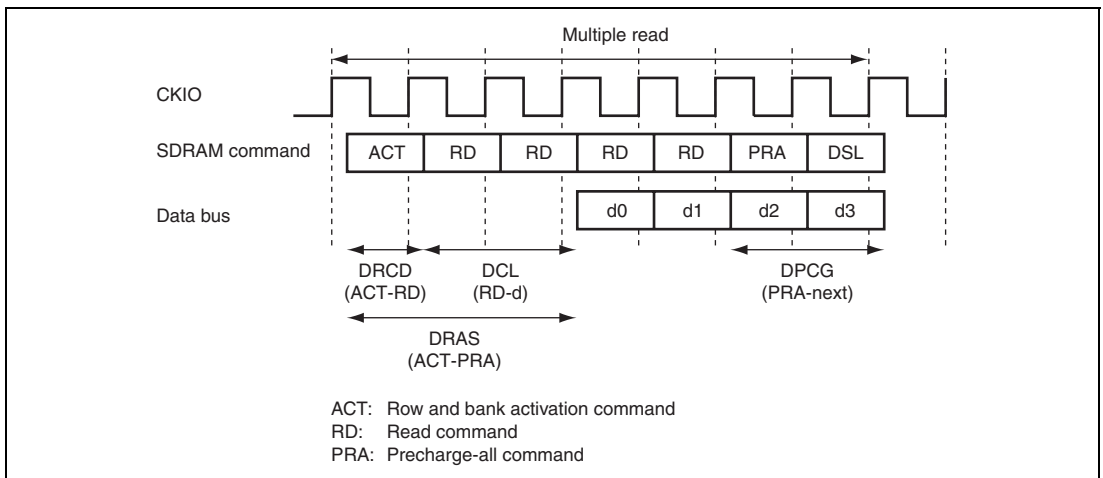 Multiple read
CKIO
SDRAM command ACT RD RD RD RD PRA DSL
Data bus d0 d1 d2 d3
DRCD DCL DPCG
(ACT-RD) (RD-d) (PRA-next)
DRAS
(ACT-PRA)
ACT: Row and bank activation command
RD: Read command
PRA: Precharge-all command